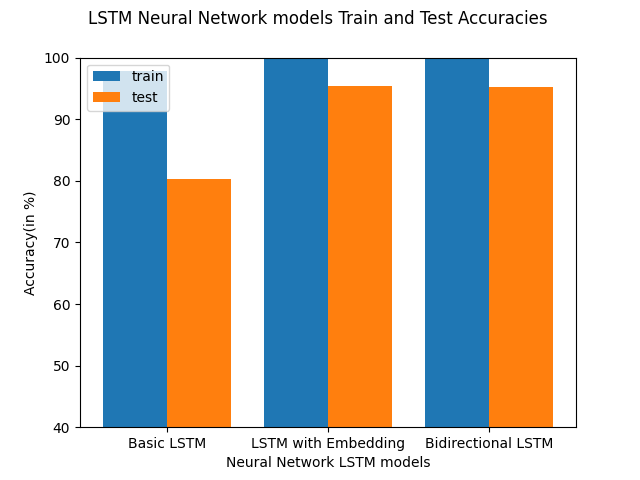 LSTM Neural Network models Train and Test Accuracies
train
test
100
90
80
70
60
50
40
Accuracy(in %)
Basic LSTM
LSTM with Embedding
Bidirectional LSTM
Neural Network LSTM models